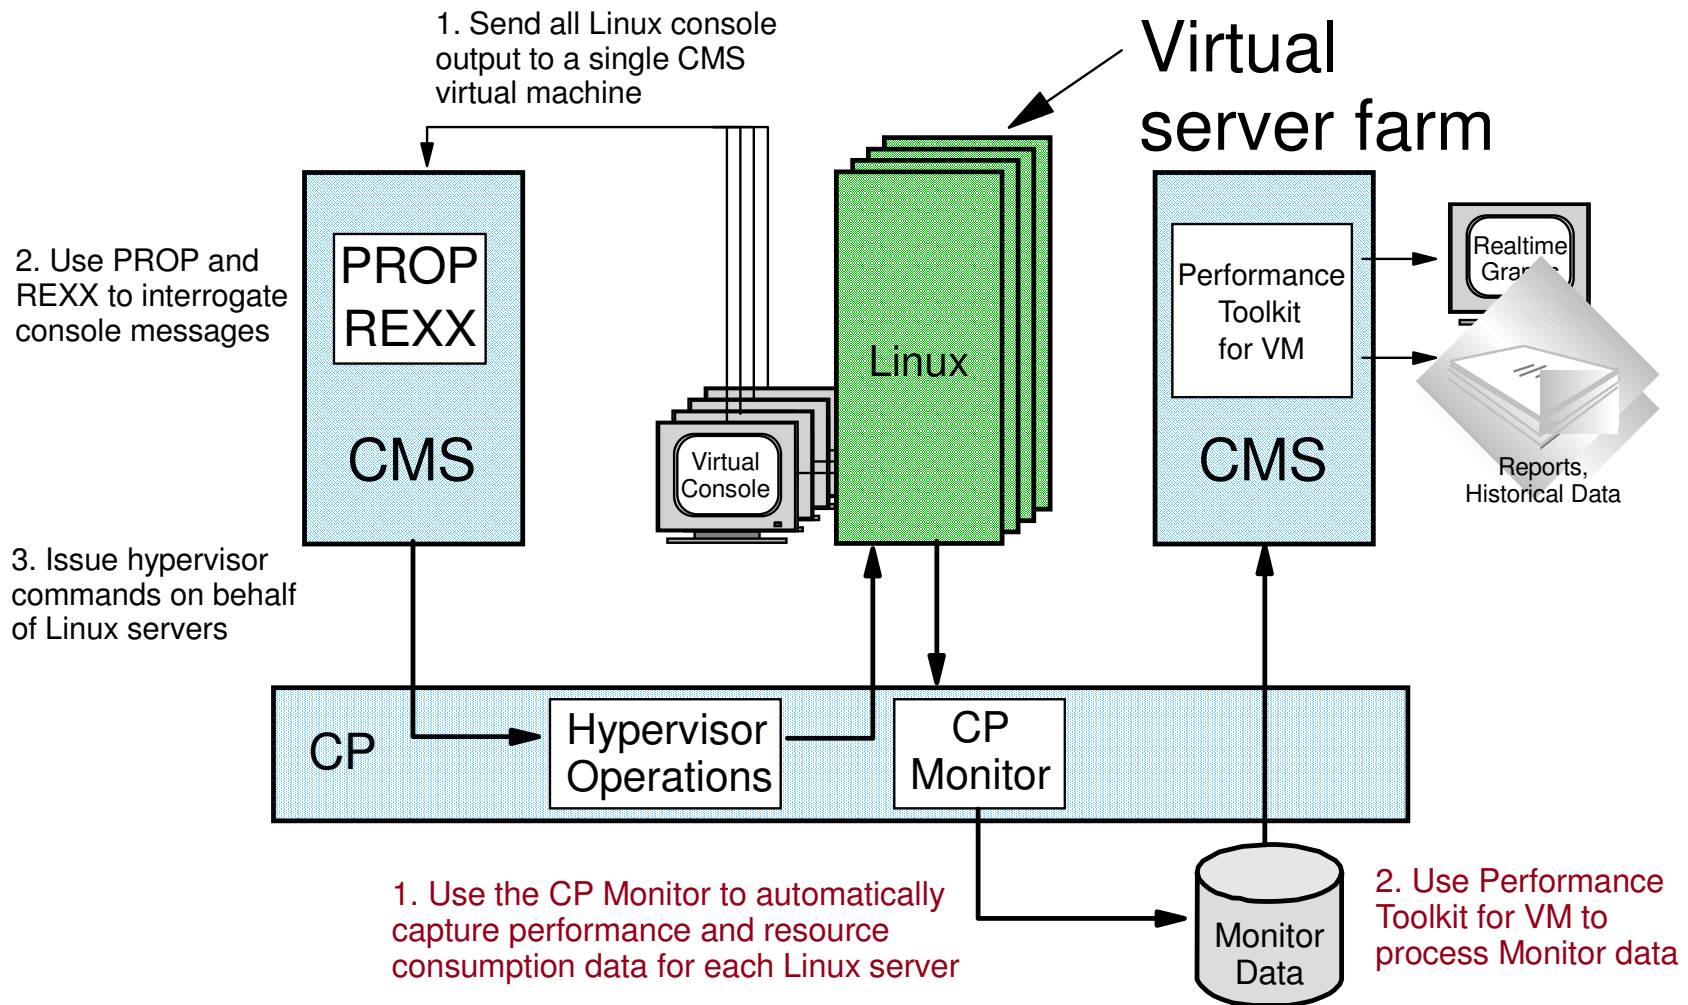 1. Send all Linux console
output to a single CMS
virtual machine
Virtual
server farm
2. Use PROP and
REXX to interrogate
console messages
PROP
REXX
CMS
Virtual
Console
Linux
Performance
Toolkit
for VM
CMS
Realtime
Reports,
Historical Data
3. Issue hypervisor
commands on behalf
of Linux servers
CP
Hypervisor
Operations
CP
Monitor
1. Use the CP Monitor to automatically
capture performance and resource
consumption data for each Linux server
Monitor
Data
2. Use Performance
Toolkit for VM to
process Monitor data